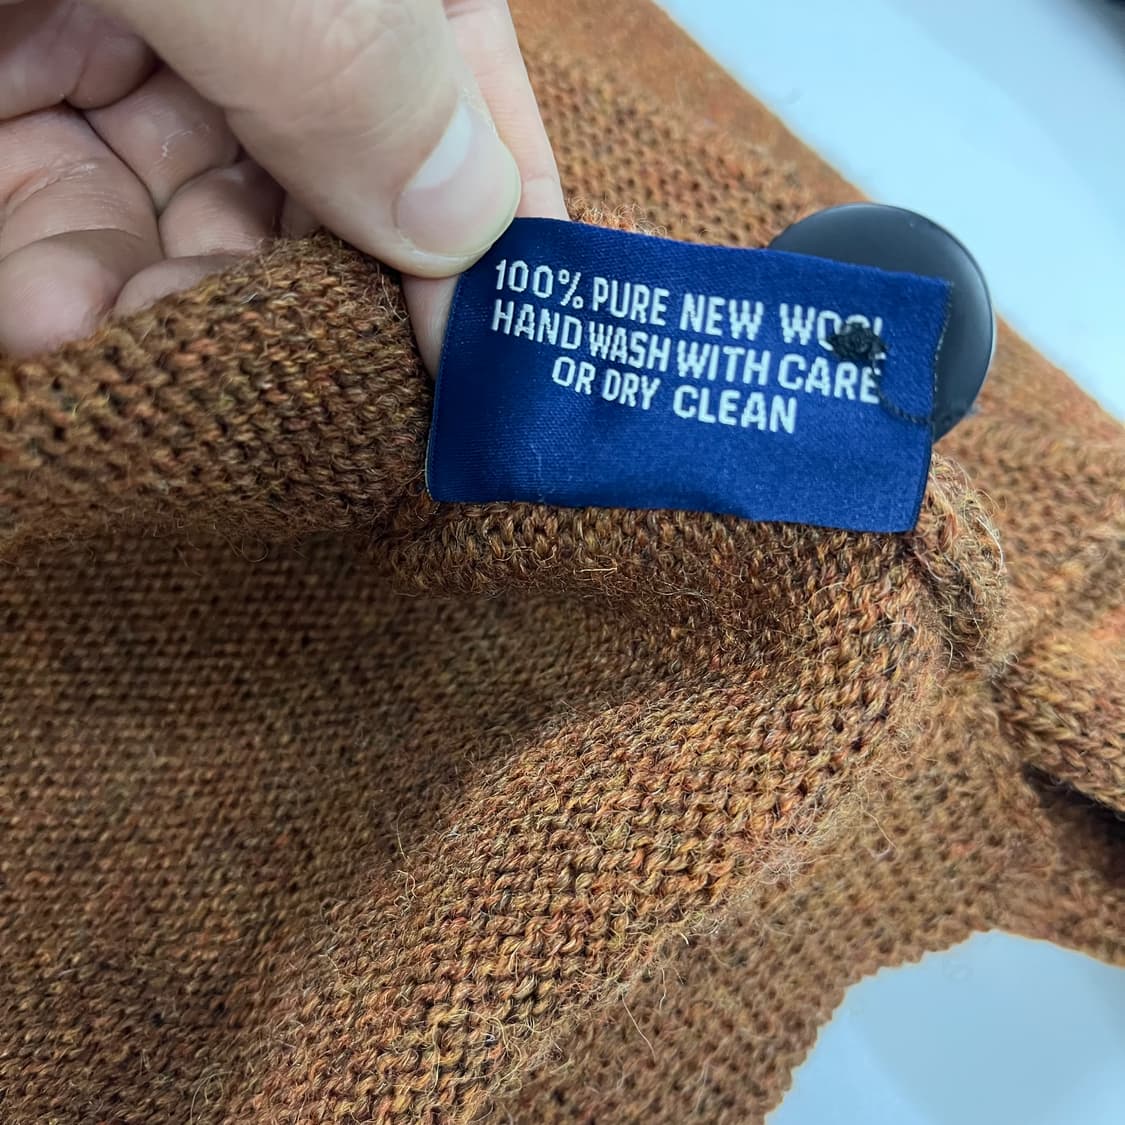 100% PURE NEW WOOL
HAND WASH WITH CARE
OR DRY CLEAN